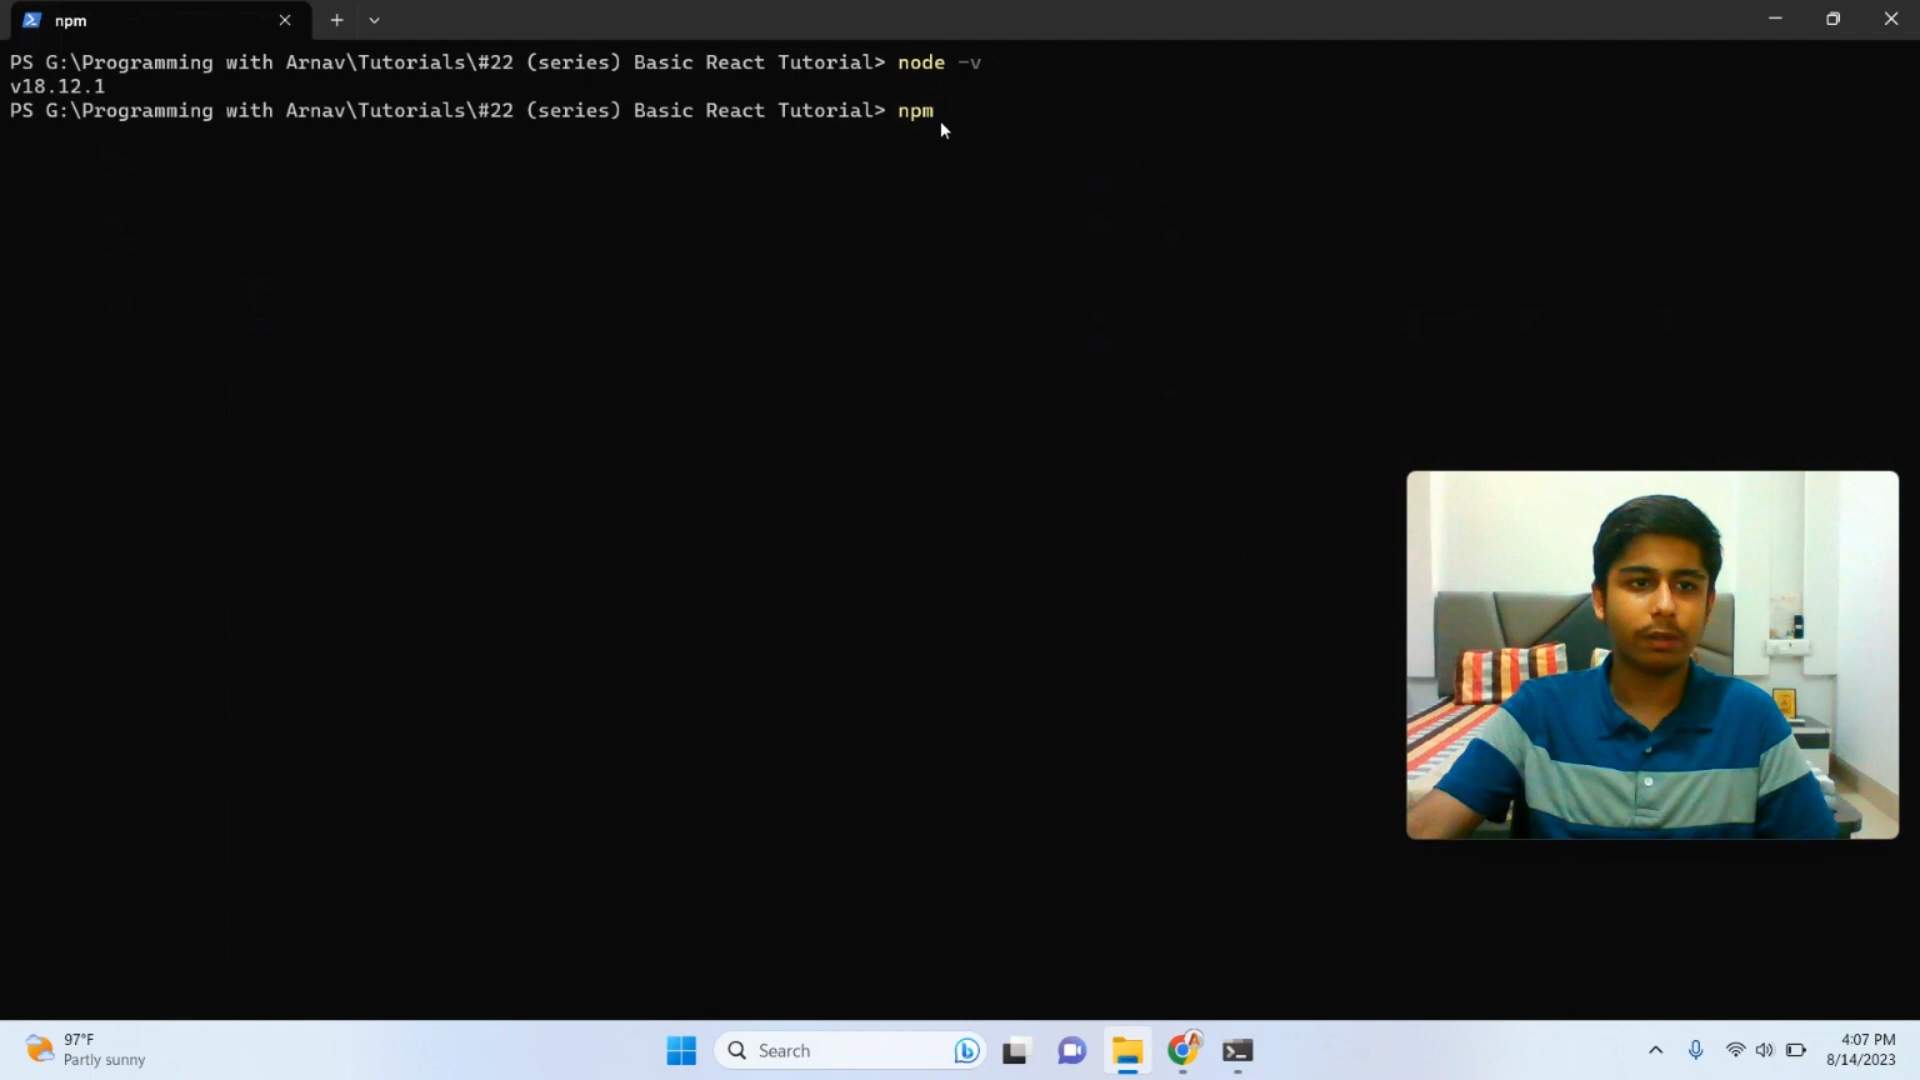 npm
PS G:\Programming with Arnav\Tutorials\#22 (series) Basic React Tutorial> node -v
v18.12.1
PS G:\Programming with Arnav\Tutorials\#22 (series) Basic React Tutorial> npm
97°F
Partly sunny
Search
4:07 PM
8/14/2023